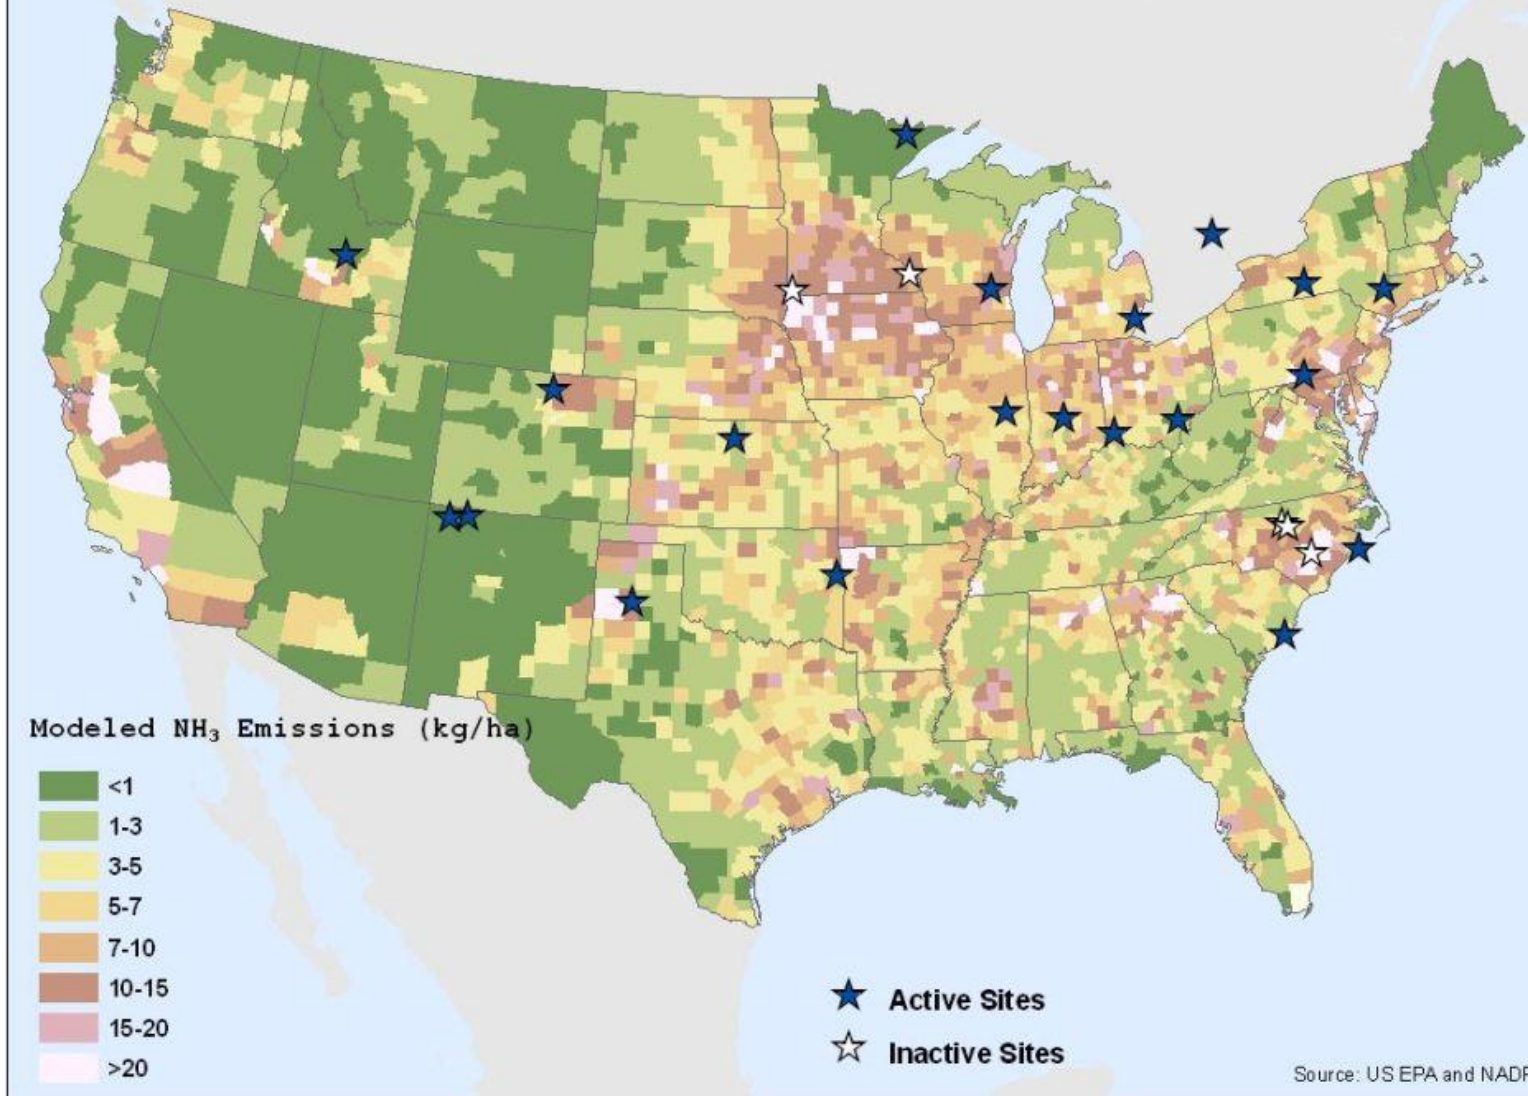 Modeled NH₃ Emissions (kg/ha)
<1
1-3
3-5
5-7
7-10
10-15
15-20
>20
Active Sites
Inactive Sites
Source: US EPA and NADP